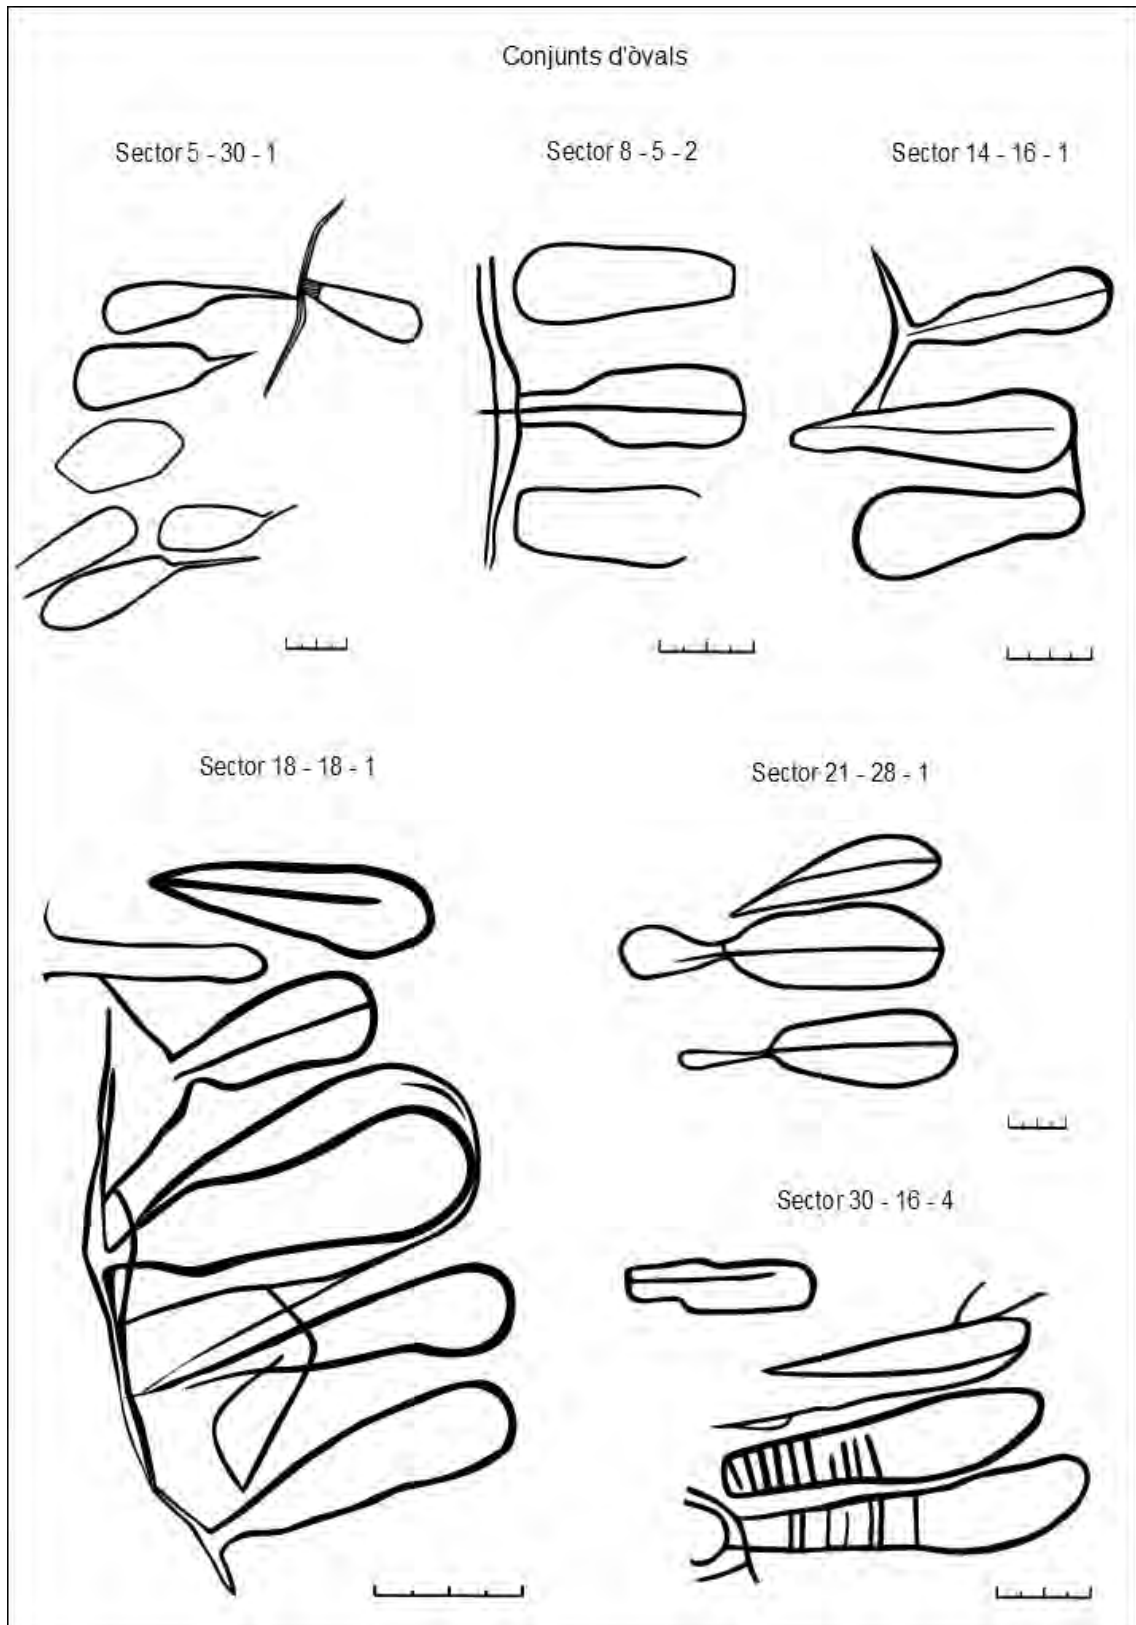 Conjunts d'òvals
Sector 5 - 30 - 1
Sector 8 - 5 - 2
Sector 14 - 16 - 1
Sector 18 - 18 - 1
Sector 21 - 28 - 1
Sector 30 - 16 - 4